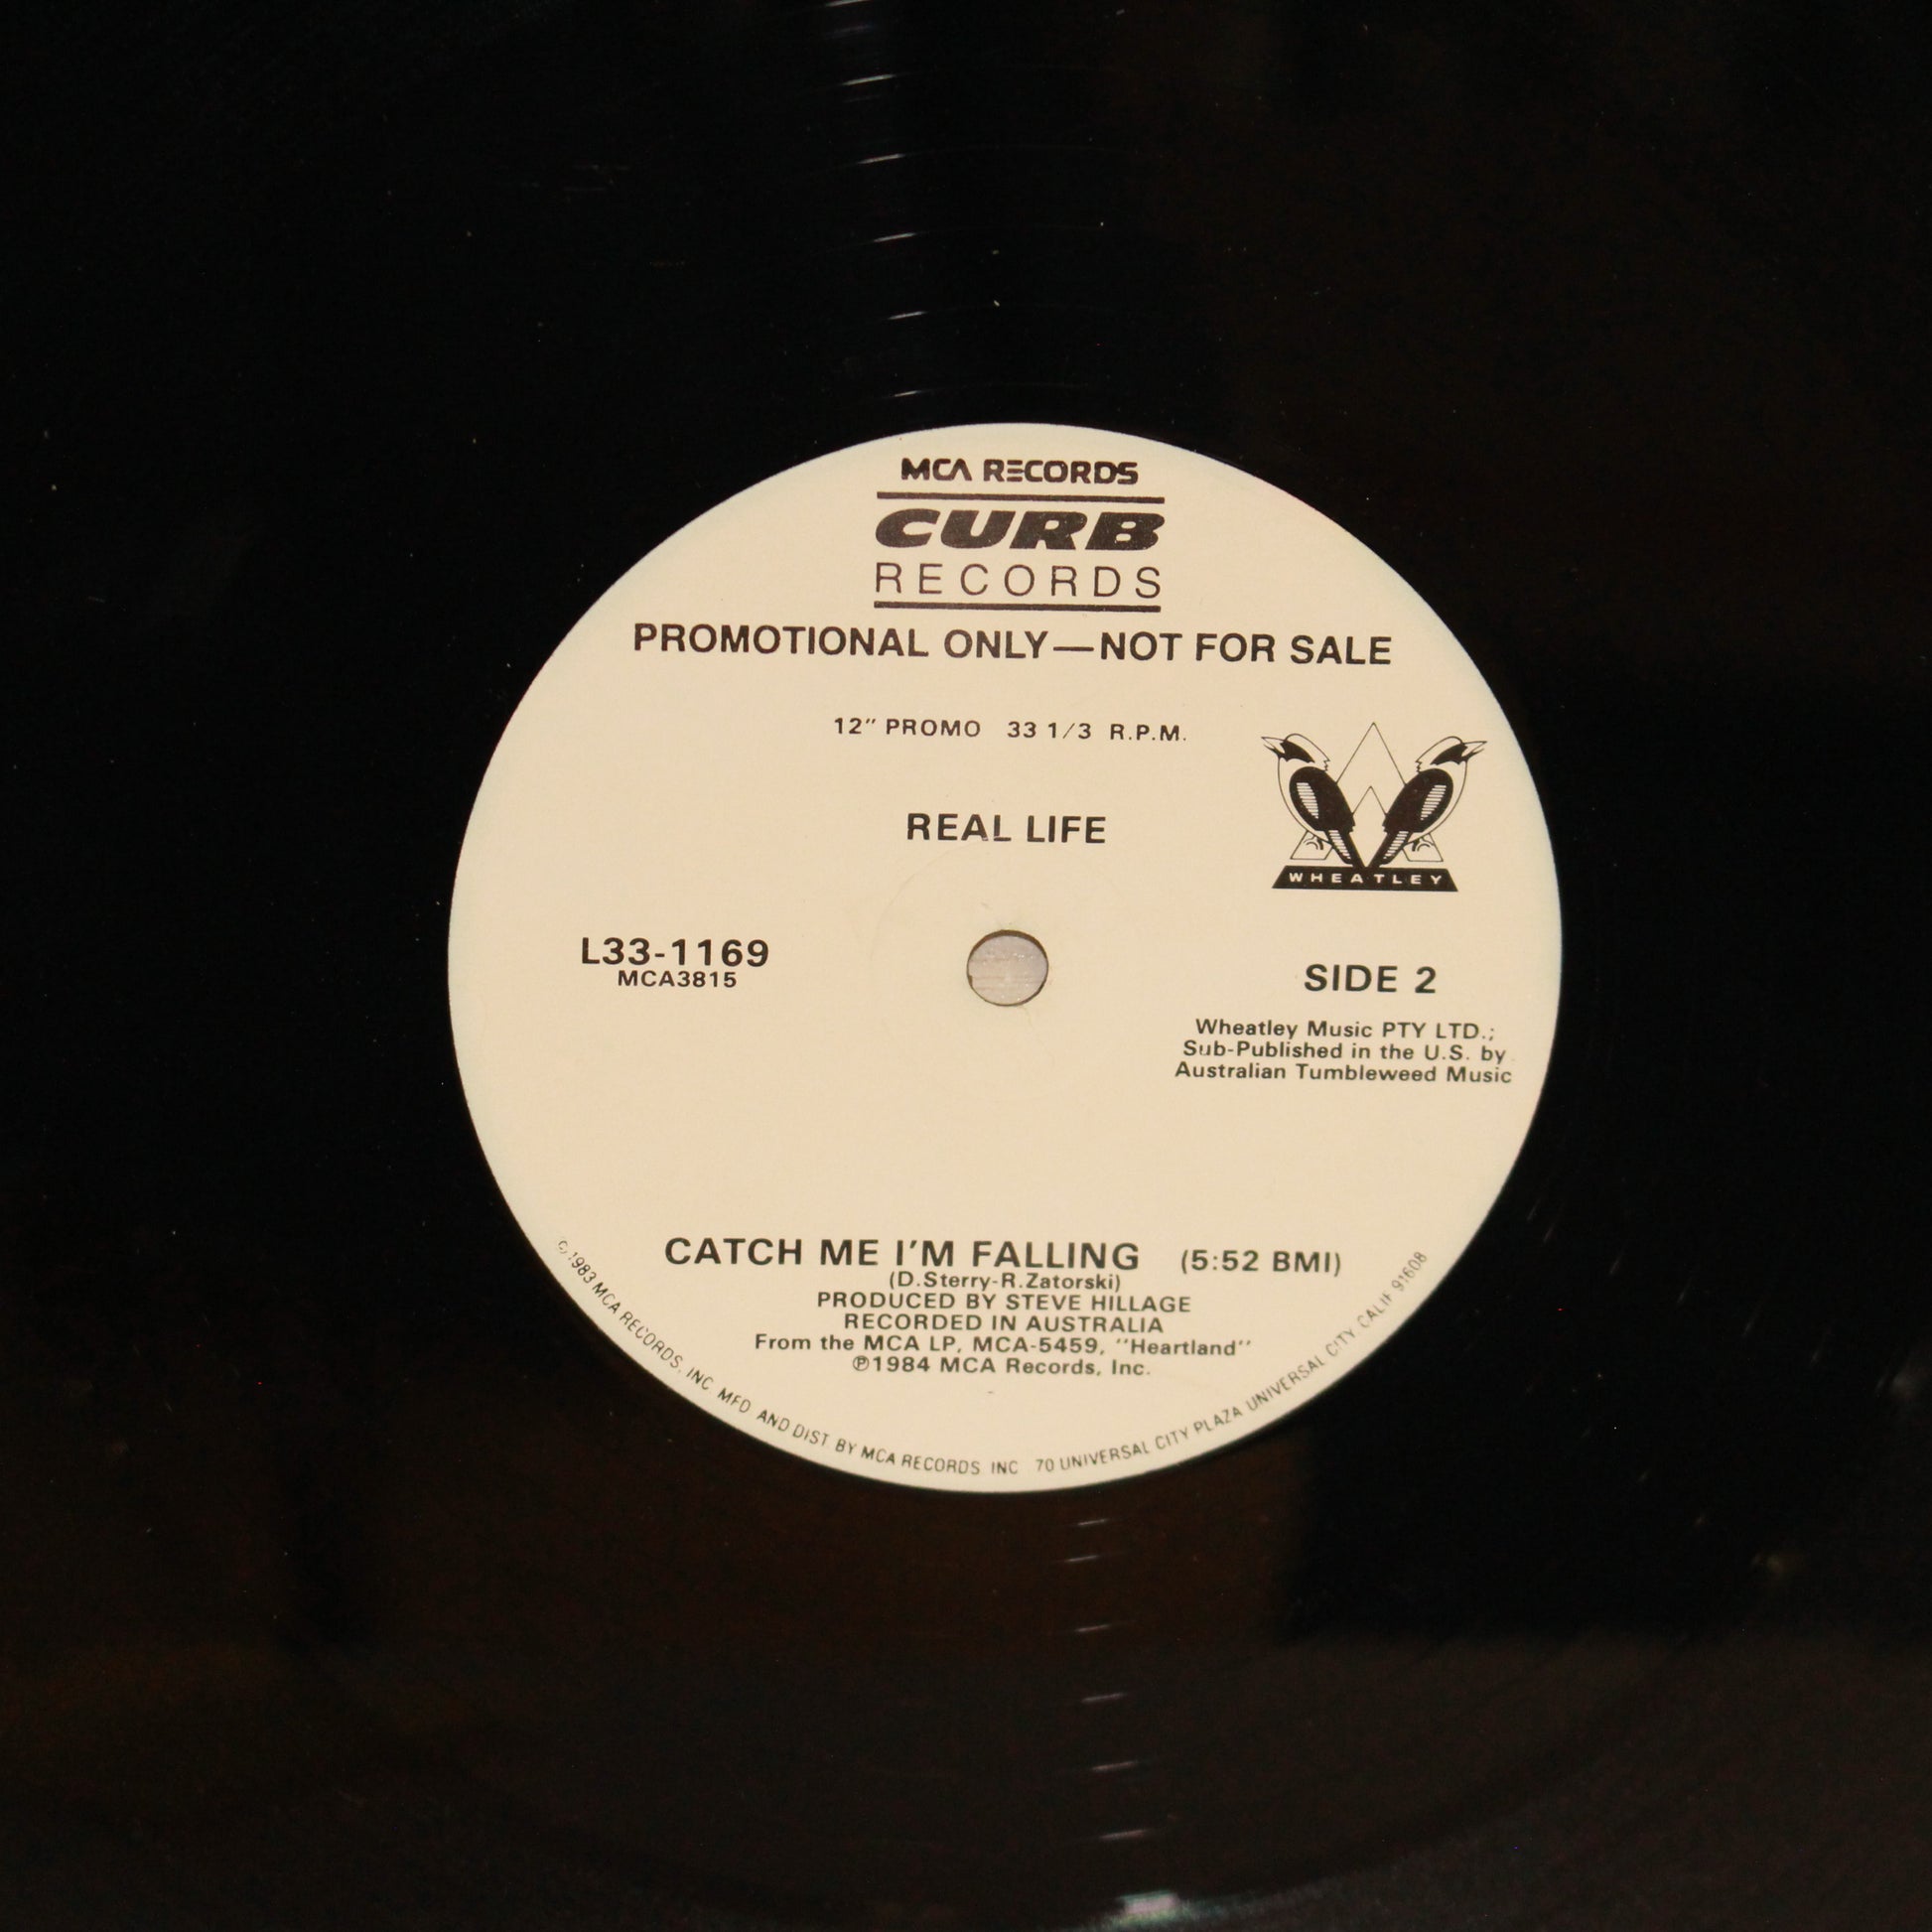 MCA RECORDS
CURB
RECORDS
PROMOTIONAL ONLY—NOT FOR SALE
12" PROMO 33 1/3 R.P.M.
REAL LIFE
WHEATLEY
L33-1169
MCA3815
SIDE 2
Wheatley Music PTY LTD.;
Sub-Published in the U.S. by
Australian Tumbleweed Music
CATCH ME I'M FALLING (5:52 BMI)
(D.Sterry-R.Zatorski)
PRODUCED BY STEVE HILLAGE
RECORDED IN AUSTRALIA
From the MCA LP, MCA-5459, "Heartland"
℗1984 MCA Records, Inc.
© 1983 MCA RECORDS, INC MFD AND DIST BY MCA RECORDS INC 70 UNIVERSAL CITY PLAZA UNIVERSAL CITY, CALIF 91608